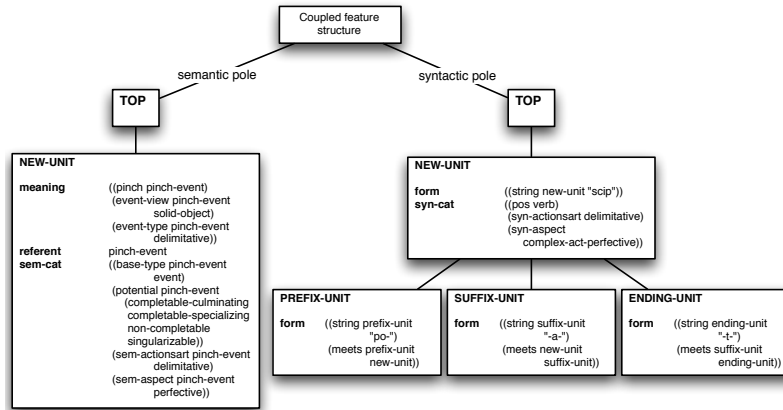 Coupled feature
structure
semantic pole
syntactic pole
TOP
TOP
NEW-UNIT
meaning ((pinch pinch-event)
(event-view pinch-event
solid-object)
(event-type pinch-event
delimitative))
referent pinch-event
sem-cat ((base-type pinch-event
event)
(potential pinch-event
(completable-culminating
completable-specializing
non-completable
singularizable))
(sem-actionsart pinch-event
delimitative)
(sem-aspect pinch-event
perfective))
NEW-UNIT
form ((string new-unit "scip"))
syn-cat ((pos verb)
(syn-actionsart delimitative)
(syn-aspect
complex-act-perfective))
PREFIX-UNIT
form ((string prefix-unit
"po-")
(meets prefix-unit
new-unit))
SUFFIX-UNIT
form ((string suffix-unit
"-a-")
(meets new-unit
suffix-unit))
ENDING-UNIT
form ((string ending-unit
"-t-")
(meets suffix-unit
ending-unit))